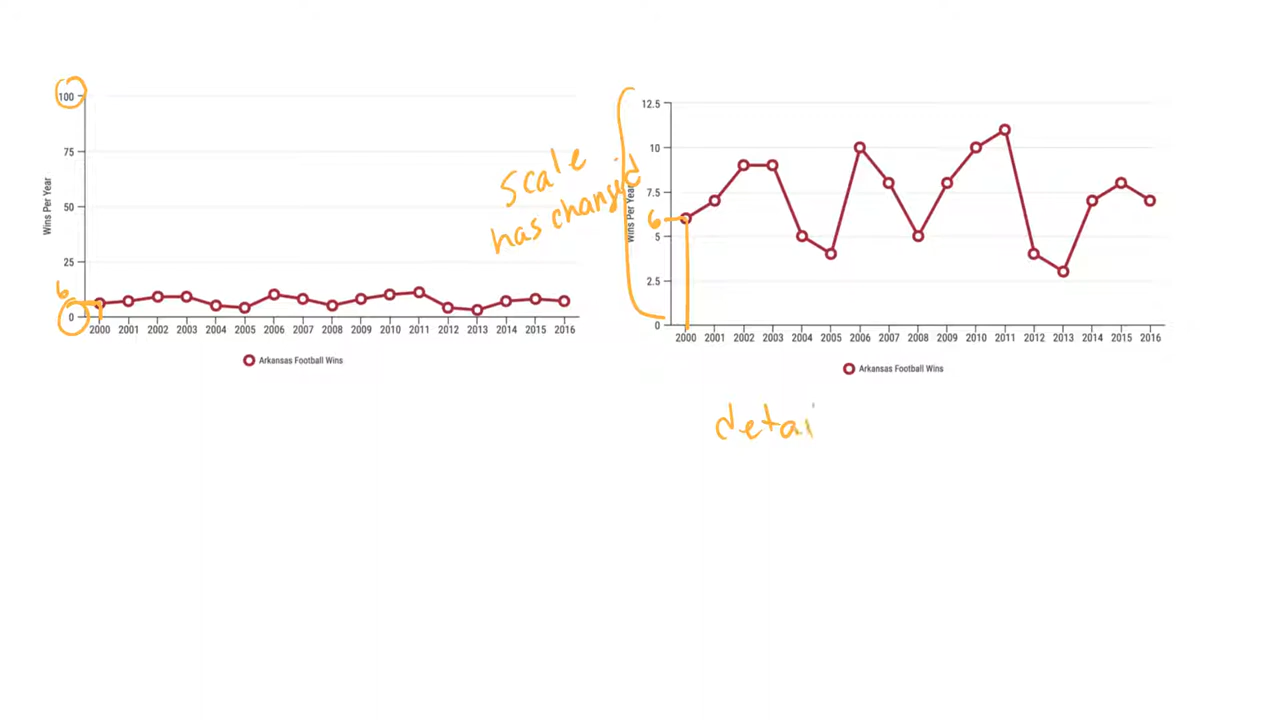 100
75
50
25
6
0
Wins Per Year
2000 2001 2002 2003 2004 2005 2006 2007 2008 2009 2010 2011 2012 2013 2014 2015 2016
Arkansas Football Wins
scale
has changed
12.5
10
7.5
6
5
2.5
0
Wins Per Year
2000 2001 2002 2003 2004 2005 2006 2007 2008 2009 2010 2011 2012 2013 2014 2015 2016
Arkansas Football Wins
detai